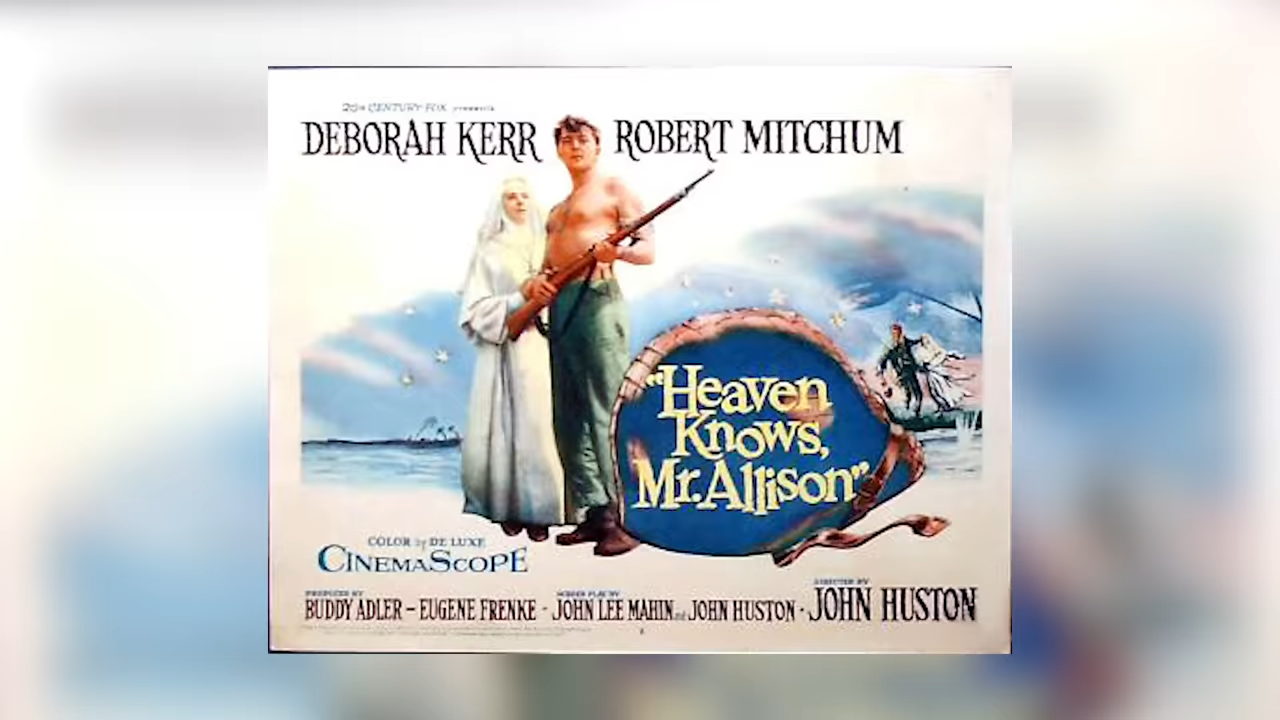 20th CENTURY-FOX presents
DEBORAH KERR ROBERT MITCHUM
"Heaven
Knows,
Mr. Allison"
COLOR by DE LUXE
CINEMASCOPE
PRODUCED BY
BUDDY ADLER – EUGENE FRENKE ·
SCREEN PLAY BY
JOHN LEE MAHIN and JOHN HUSTON ·
DIRECTED BY
JOHN HUSTON